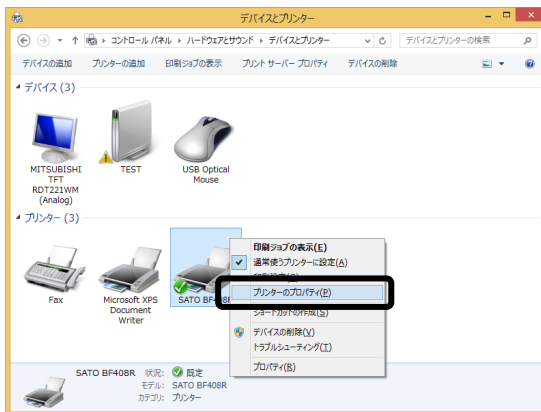 デバイスとプリンター
コントロール パネル ▸ ハードウェアとサウンド ▸ デバイスとプリンター
デバイスとプリンターの検索
デバイスの追加 プリンターの追加 印刷ジョブの表示 プリント サーバー プロパティ デバイスの削除
デバイス (3)
MITSUBISHI
TFT
RDT221WM
(Analog)
TEST
USB Optical
Mouse
プリンター (3)
Fax
Microsoft XPS
Document
Writer
SATO BF408R
印刷ジョブの表示(E)
通常使うプリンターに設定(A)
プリンターのプロパティ(P)
ショートカットの作成(S)
デバイスの削除(V)
トラブルシューティング(T)
プロパティ(R)
SATO BF408R 状況: 既定
モデル: SATO BF408R
カテゴリ: プリンター